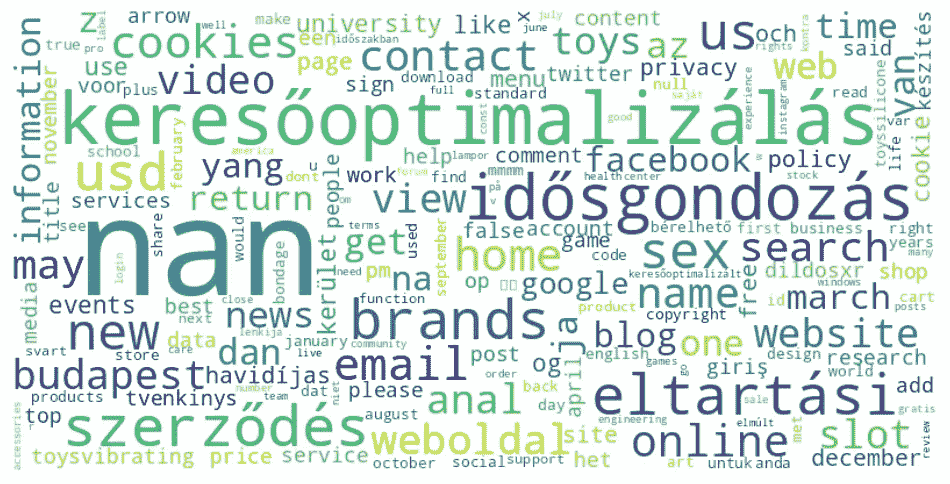 arrow
university
like
x
content
time
z
cookies
een
időszakban
contact
toys
az
us
och
said
készítés
label
well
make
true
pro
use
page
june
july
rights
kontra
voor
plus
video
sign
download
full
menu
twitter
privacy
web
null
read
information
november
standard
const
good
experience
saját
instagram
keresőoptimalizálás
van
var
life
cookie
toyssilicone
school
america
february
c
dont
help
lampor
comment
facebook
policy
title
usd
yang
om
forum
work
find
mmmm
healthcenter
stock
services
return
people
view
på
v
idősgondozás
see
share
would
nan
kerület
terms
used
get
false
account
bérelhető
first
business
right
years
many
may
login
bondage
need
pm
september
home
game
code
sex
search
na
op
google
keresőoptimalizált
dildosxr
windows
shop
media
events
best
close
function
product
name
free
id
march
cart
posts
new
next
news
january
brands
ja
copyright
blog
one
website
data
dan
live
community
og
english
design
research
svart
store
care
lenkija
email
post
april
games
go
giriş
world
budapest
havidíjas
number
team
dat
niet
please
order
back
eltartási
sale
add
gratis
products
tvenkinys
anal
day
engineering
met
elmúlt
top
r
szerződés
august
weboldal
site
online
slot
review
accessories
toysvibrating
price
service
october
social
support
het
art
untuk
anda
december